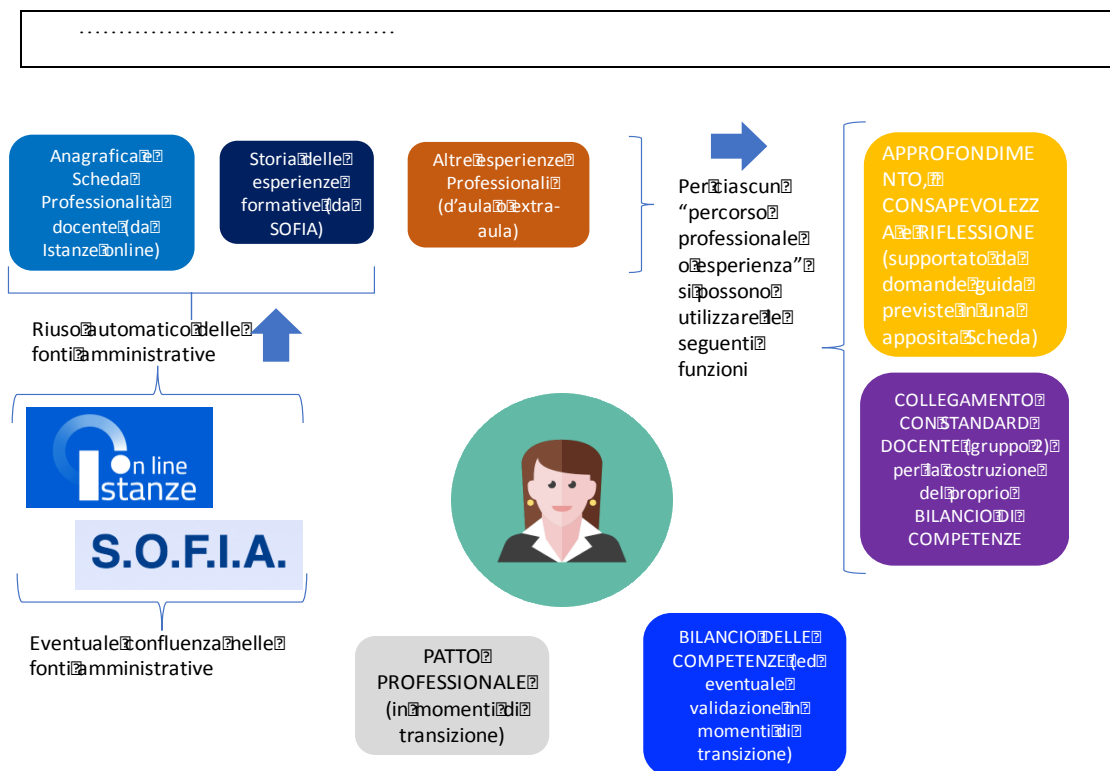 ………………………………….
Anagrafica e
Scheda
Professionalità
docente (da
Istanze online)
Storia delle
esperienze
formative (da
SOFIA)
Altre esperienze
Professionali
(d’aula o extra-
aula)
Per ciascun
“percorso
professionale
o esperienza”
si possono
utilizzare le
seguenti
funzioni
APPROFONDIME
NTO,
CONSAPEVOLEZZ
A e RIFLESSIONE
(supportato da
domande guida
previste in una
apposita Scheda)
Riuso automatico delle
fonti amministrative
On line
Istanze
S.O.F.I.A.
COLLEGAMENTO
CON STANDARD
DOCENTE (gruppo 2)
per la costruzione
del proprio
BILANCIO DI
COMPETENZE
Eventuale confluenza nelle
fonti amministrative
PATTO
PROFESSIONALE
(in momenti di
transizione)
BILANCIO DELLE
COMPETENZE (ed
eventuale
validazione in
momenti di
transizione)